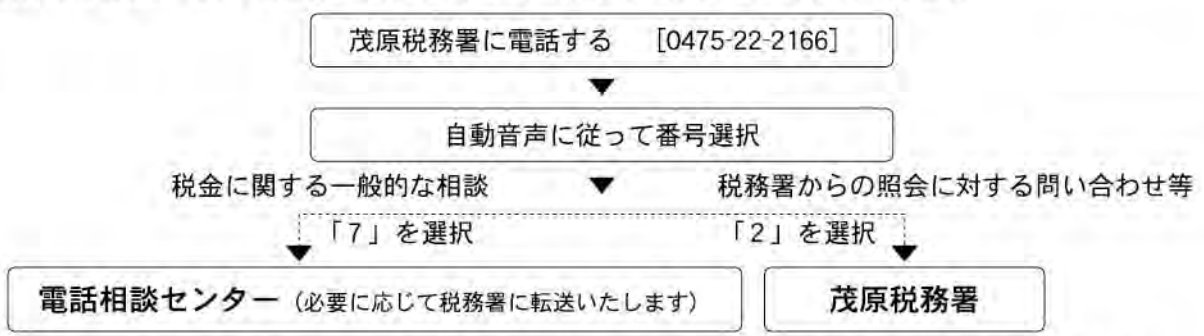 茂原税務署に電話する　[0475-22-2166]
自動音声に従って番号選択
税金に関する一般的な相談　税務署からの照会に対する問い合わせ等
「7」を選択　「2」を選択
電話相談センター（必要に応じて税務署に転送いたします）　茂原税務署